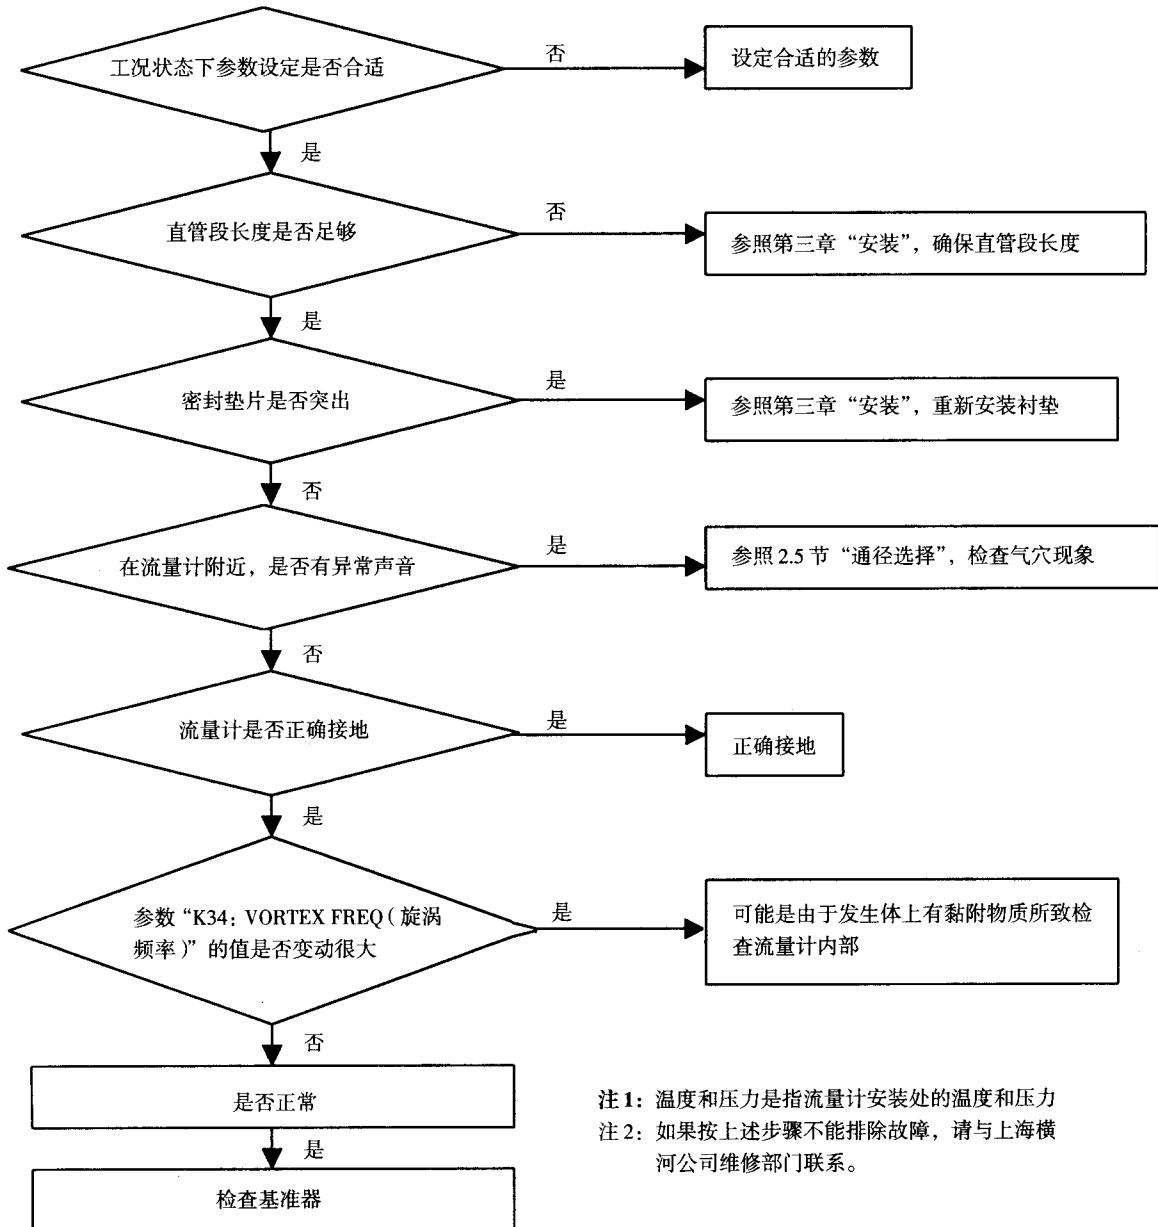 工况状态下参数设定是否合适
否
设定合适的参数
是
直管段长度是否足够
否
参照第三章“安装”，确保直管段长度
是
密封垫片是否突出
是
参照第三章“安装”，重新安装衬垫
否
在流量计附近，是否有异常声音
是
参照 2.5 节“通径选择”，检查气穴现象
否
流量计是否正确接地
是
正确接地
是
参数“K34：VORTEX FREQ（旋涡
频率）”的值是否变动很大
是
可能是由于发生体上有黏附物质所致检
查流量计内部
否
是否正常
是
检查基准器
注1：温度和压力是指流量计安装处的温度和压力
注2：如果按上述步骤不能排除故障，请与上海横
河公司维修部门联系。